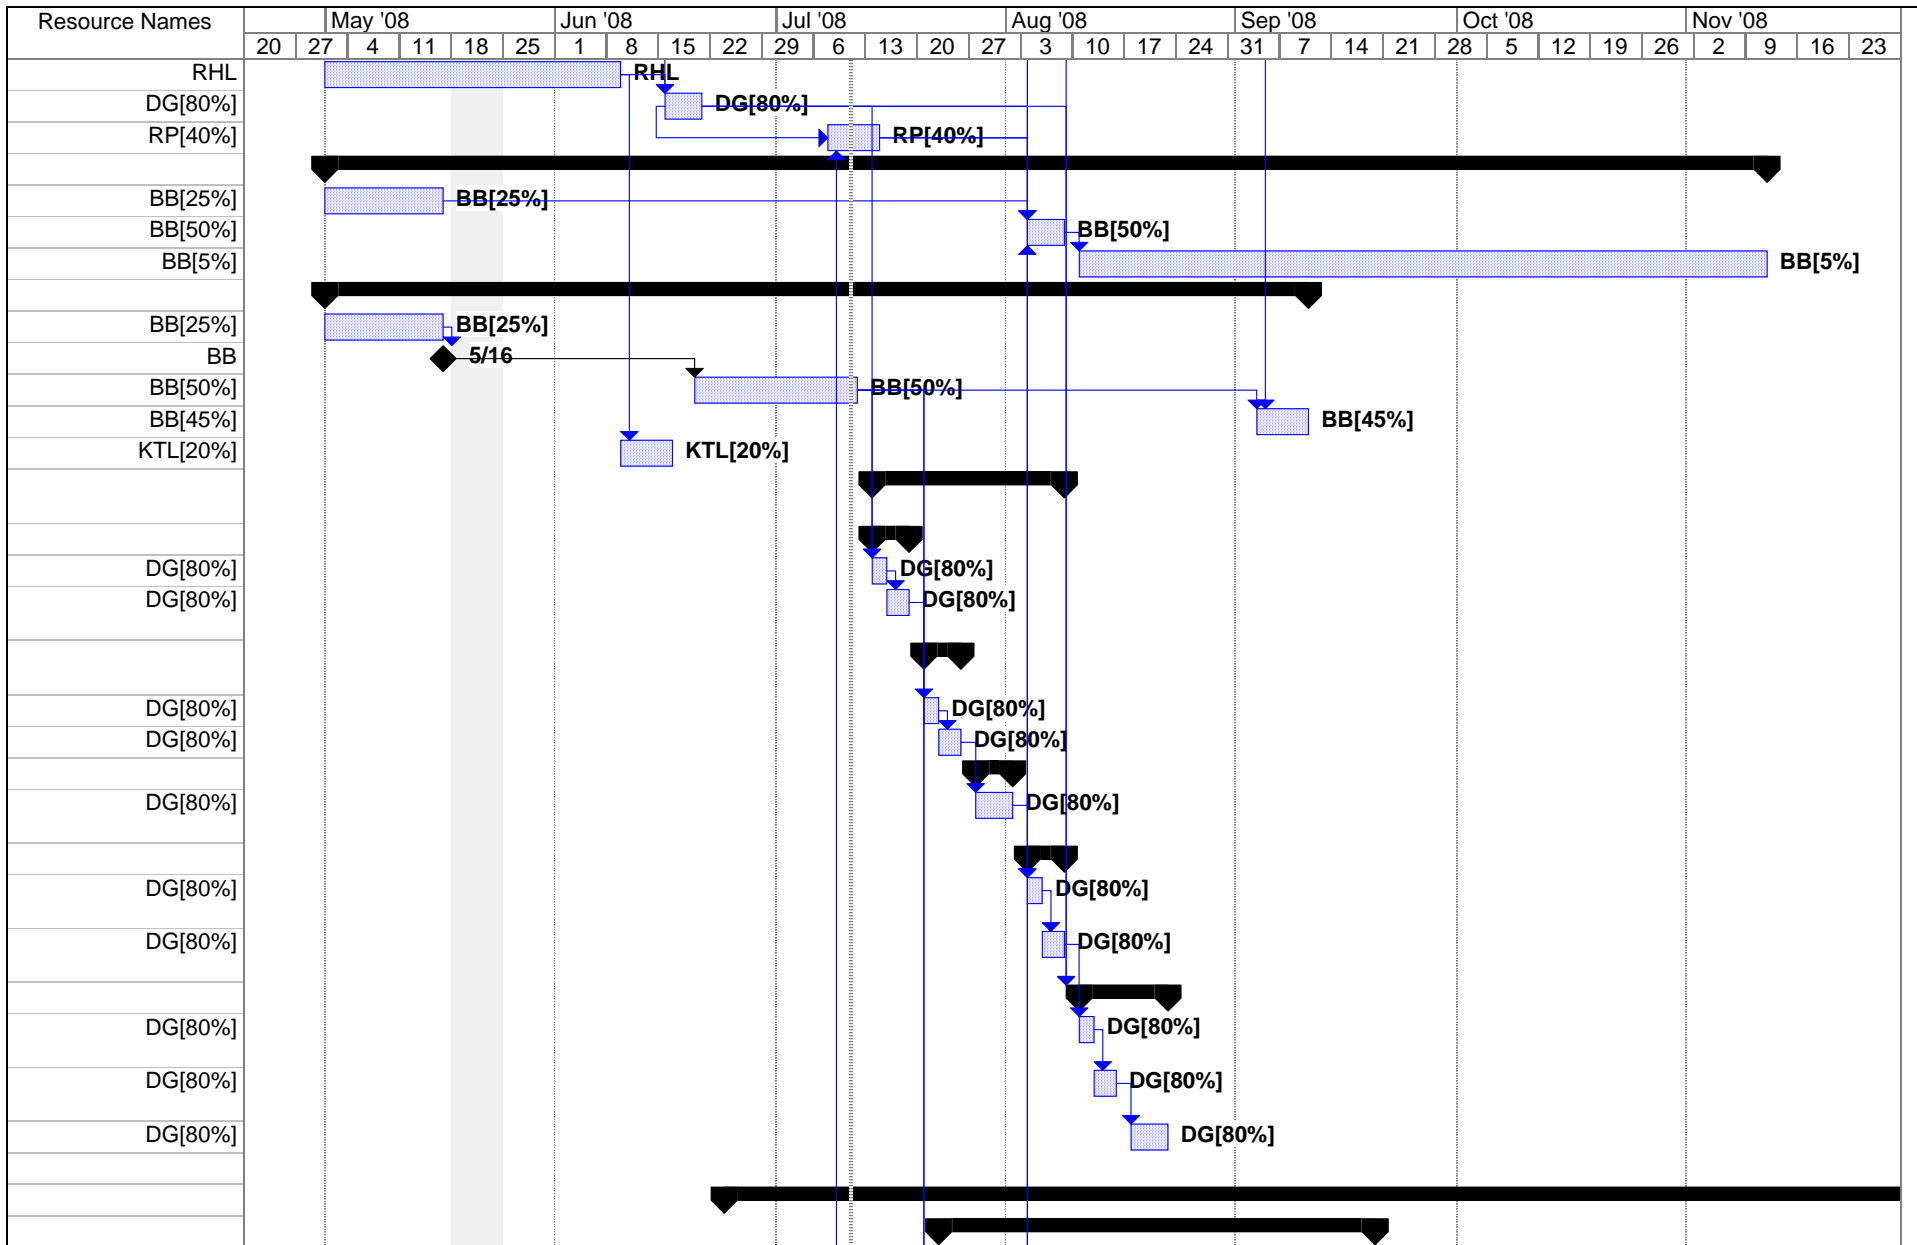 Resource Names May '08 Jun '08 Jul '08 Aug '08 Sep '08 Oct '08 Nov '08
20 27 4 11 18 25 1 8 15 22 29 6 13 20 27 3 10 17 24 31 7 14 21 28 5 12 19 26 2 9 16 23
RHL RHL
DG[80%] DG[80%]
RP[40%] RP[40%]
BB[25%] BB[25%]
BB[50%] BB[50%]
BB[5%] BB[5%]
BB[25%] BB[25%]
BB 5/16
BB[50%] BB[50%]
BB[45%] BB[45%]
KTL[20%] KTL[20%]
DG[80%] DG[80%]
DG[80%] DG[80%]
DG[80%] DG[80%]
DG[80%] DG[80%]
DG[80%] DG[80%]
DG[80%] DG[80%]
DG[80%] DG[80%]
DG[80%] DG[80%]
DG[80%] DG[80%]
DG[80%] DG[80%]